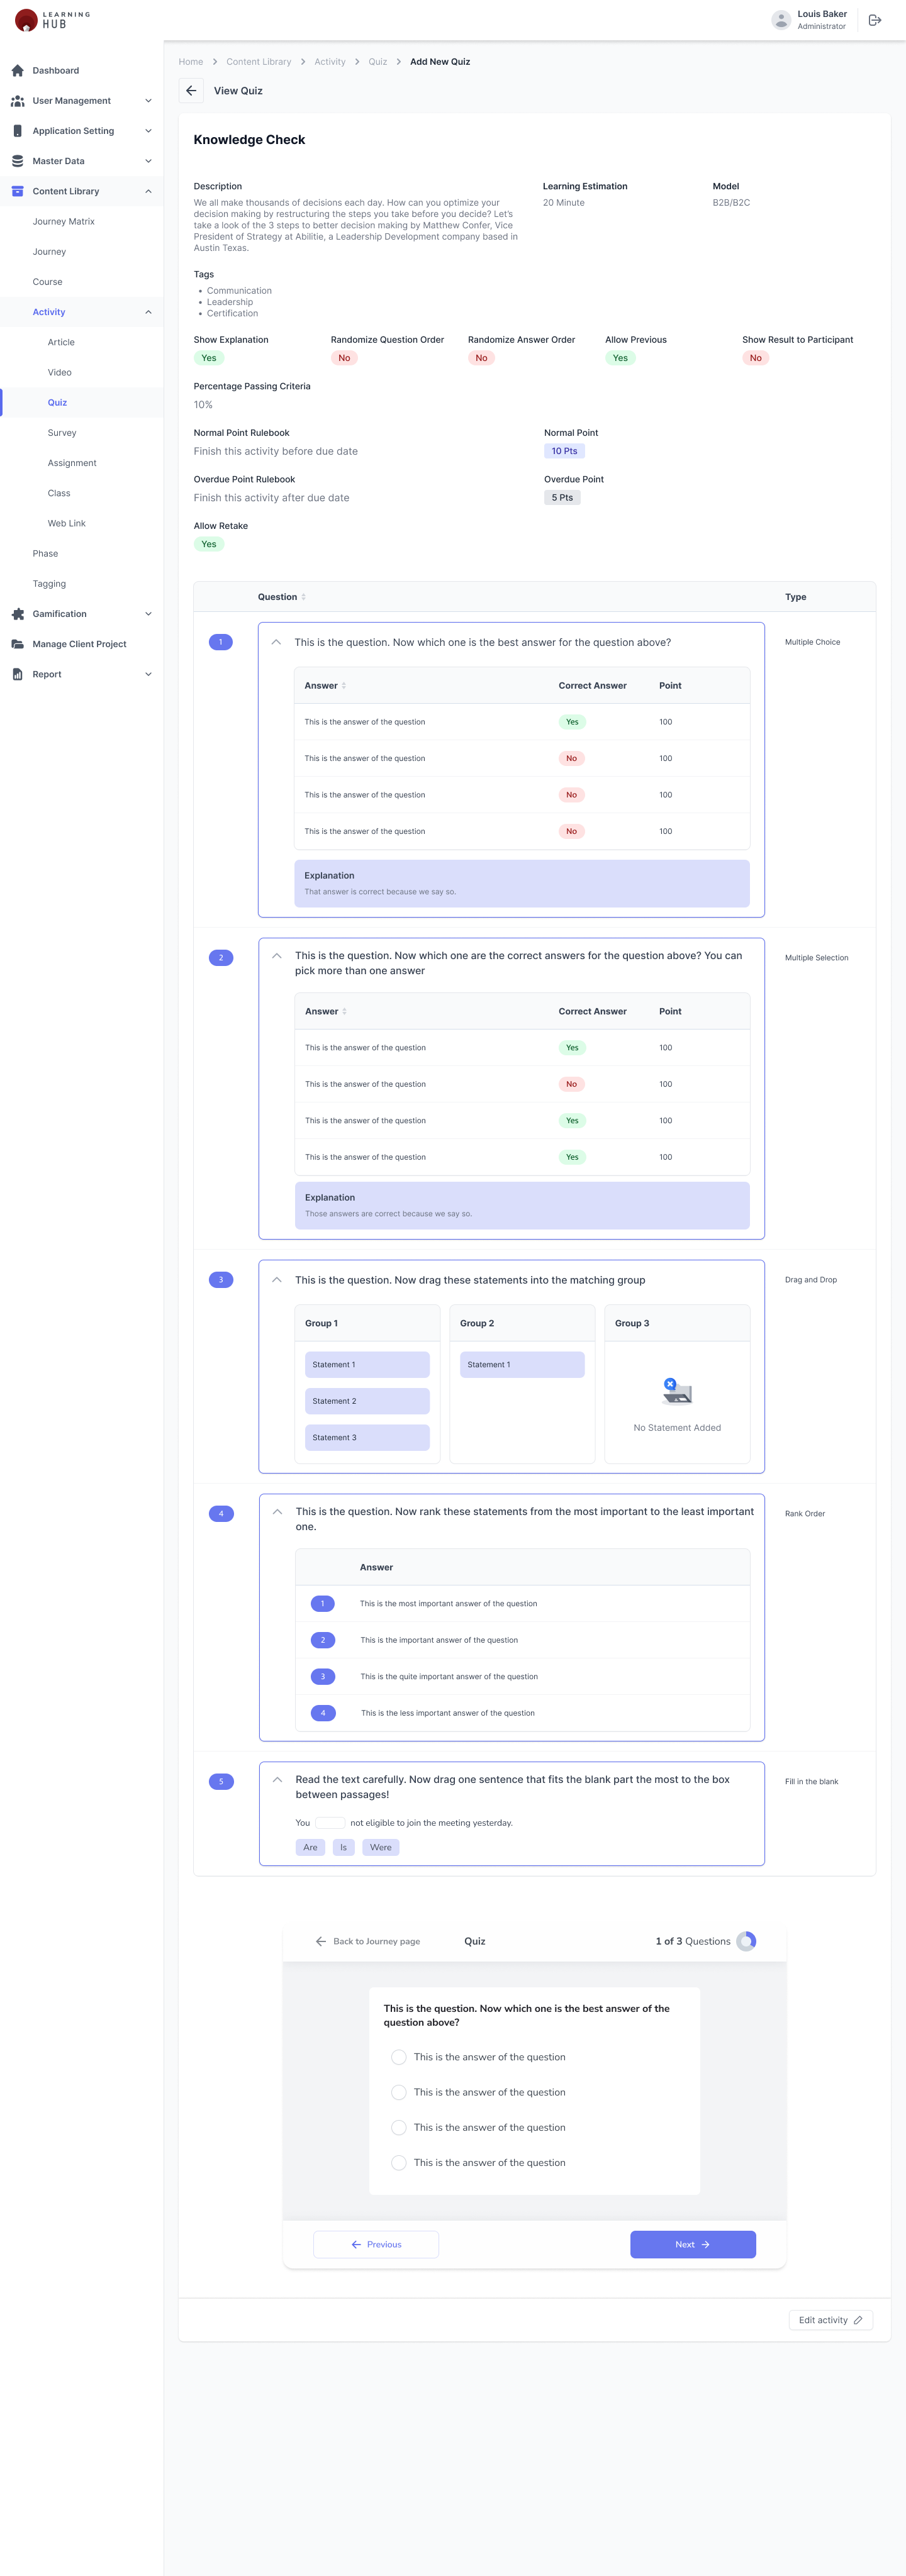 LEARNING
HUB
Louis Baker
Administrator
Dashboard
User Management
Application Setting
Master Data
Content Library
Journey Matrix
Journey
Course
Activity
Article
Video
Quiz
Survey
Assignment
Class
Web Link
Phase
Tagging
Gamification
Manage Client Project
Report
Home > Content Library > Activity > Quiz > Add New Quiz
View Quiz
Knowledge Check
Description
We all make thousands of decisions each day. How can you optimize your
decision making by restructuring the steps you take before you decide? Let's
take a look of the 3 steps to better decision making by Matthew Confer, Vice
President of Strategy at Abilitie, a Leadership Development company based in
Austin Texas.
Learning Estimation
20 Minute
Model
B2B/B2C
Tags
• Communication
• Leadership
• Certification
Show Explanation
Yes
Randomize Question Order
No
Randomize Answer Order
No
Allow Previous
Yes
Show Result to Participant
No
Percentage Passing Criteria
10%
Normal Point Rulebook
Finish this activity before due date
Normal Point
10 Pts
Overdue Point Rulebook
Finish this activity after due date
Overdue Point
5 Pts
Allow Retake
Yes
Question Type
1
This is the question. Now which one is the best answer for the question above?
Multiple Choice
Answer Correct Answer Point
This is the answer of the question Yes 100
This is the answer of the question No 100
This is the answer of the question No 100
This is the answer of the question No 100
Explanation
That answer is correct because we say so.
2
This is the question. Now which one are the correct answers for the question above? You can
pick more than one answer
Multiple Selection
Answer Correct Answer Point
This is the answer of the question Yes 100
This is the answer of the question No 100
This is the answer of the question Yes 100
This is the answer of the question Yes 100
Explanation
Those answers are correct because we say so.
3
This is the question. Now drag these statements into the matching group
Drag and Drop
Group 1
Statement 1
Statement 2
Statement 3
Group 2
Statement 1
Group 3
No Statement Added
4
This is the question. Now rank these statements from the most important to the least important
one.
Rank Order
Answer
1 This is the most important answer of the question
2 This is the important answer of the question
3 This is the quite important answer of the question
4 This is the less important answer of the question
5
Read the text carefully. Now drag one sentence that fits the blank part the most to the box
between passages!
Fill in the blank
You not eligible to join the meeting yesterday.
Are Is Were
Back to Journey page
Quiz
1 of 3 Questions
This is the question. Now which one is the best answer of the
question above?
This is the answer of the question
This is the answer of the question
This is the answer of the question
This is the answer of the question
Previous
Next
Edit activity